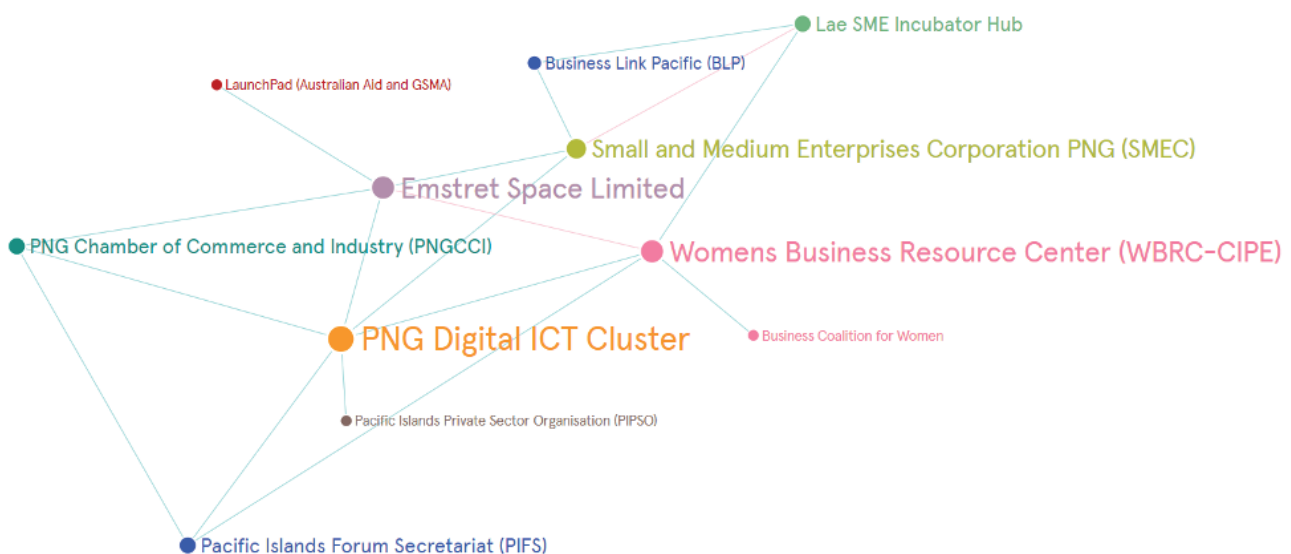 Lae SME Incubator Hub
Business Link Pacific (BLP)
LaunchPad (Australian Aid and GSMA)
Small and Medium Enterprises Corporation PNG (SMEC)
Emstret Space Limited
PNG Chamber of Commerce and Industry (PNGCCI)
Womens Business Resource Center (WBRC-CIPE)
PNG Digital ICT Cluster
Business Coalition for Women
Pacific Islands Private Sector Organisation (PIPSO)
Pacific Islands Forum Secretariat (PIFS)